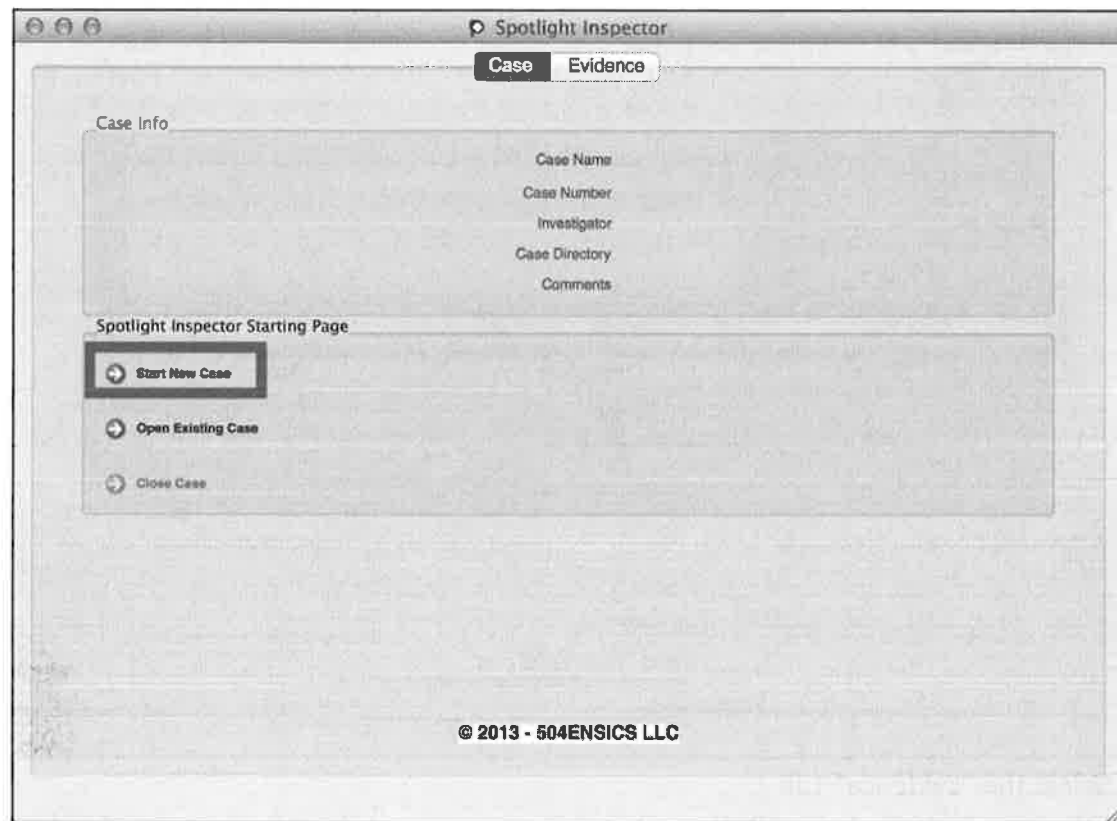 Spotlight Inspector
Case Evidence
Case Info
Case Name
Case Number
Investigator
Case Directory
Comments
Spotlight Inspector Starting Page
Start New Case
Open Existing Case
Close Case
© 2013 - 504ENSICS LLC